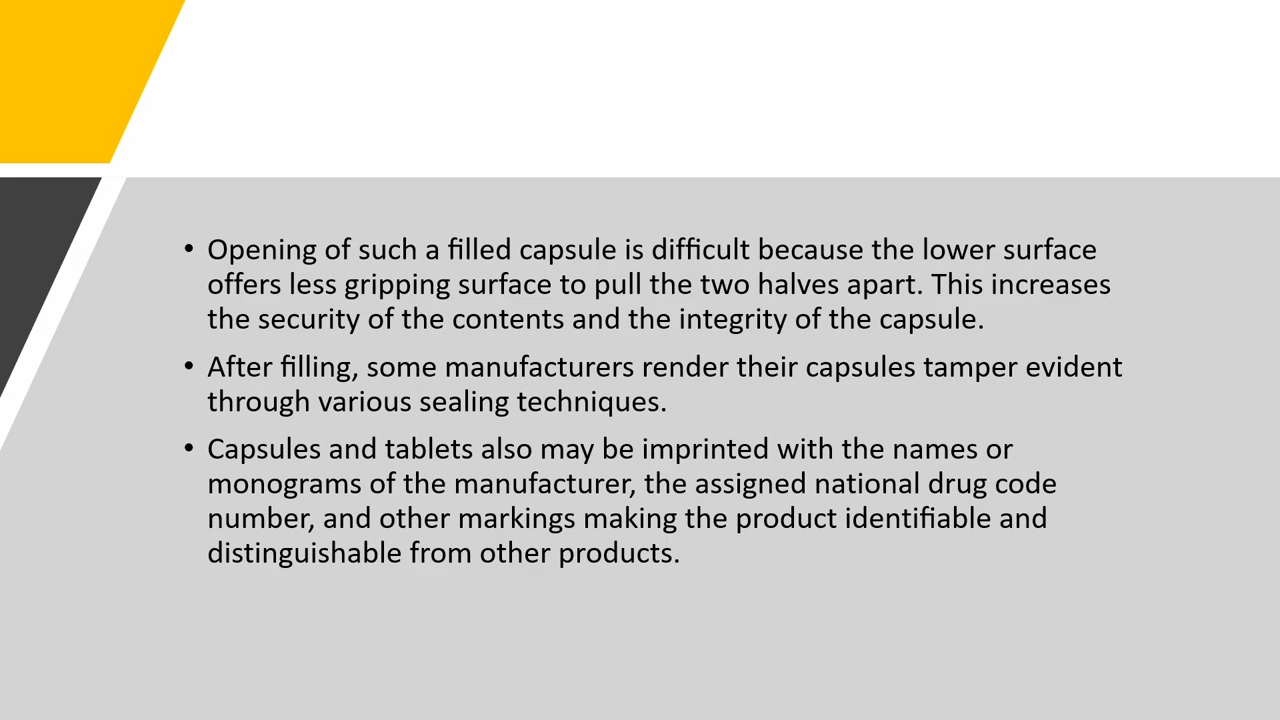 • Opening of such a filled capsule is difficult because the lower surface
offers less gripping surface to pull the two halves apart. This increases
the security of the contents and the integrity of the capsule.
• After filling, some manufacturers render their capsules tamper evident
through various sealing techniques.
• Capsules and tablets also may be imprinted with the names or
monograms of the manufacturer, the assigned national drug code
number, and other markings making the product identifiable and
distinguishable from other products.